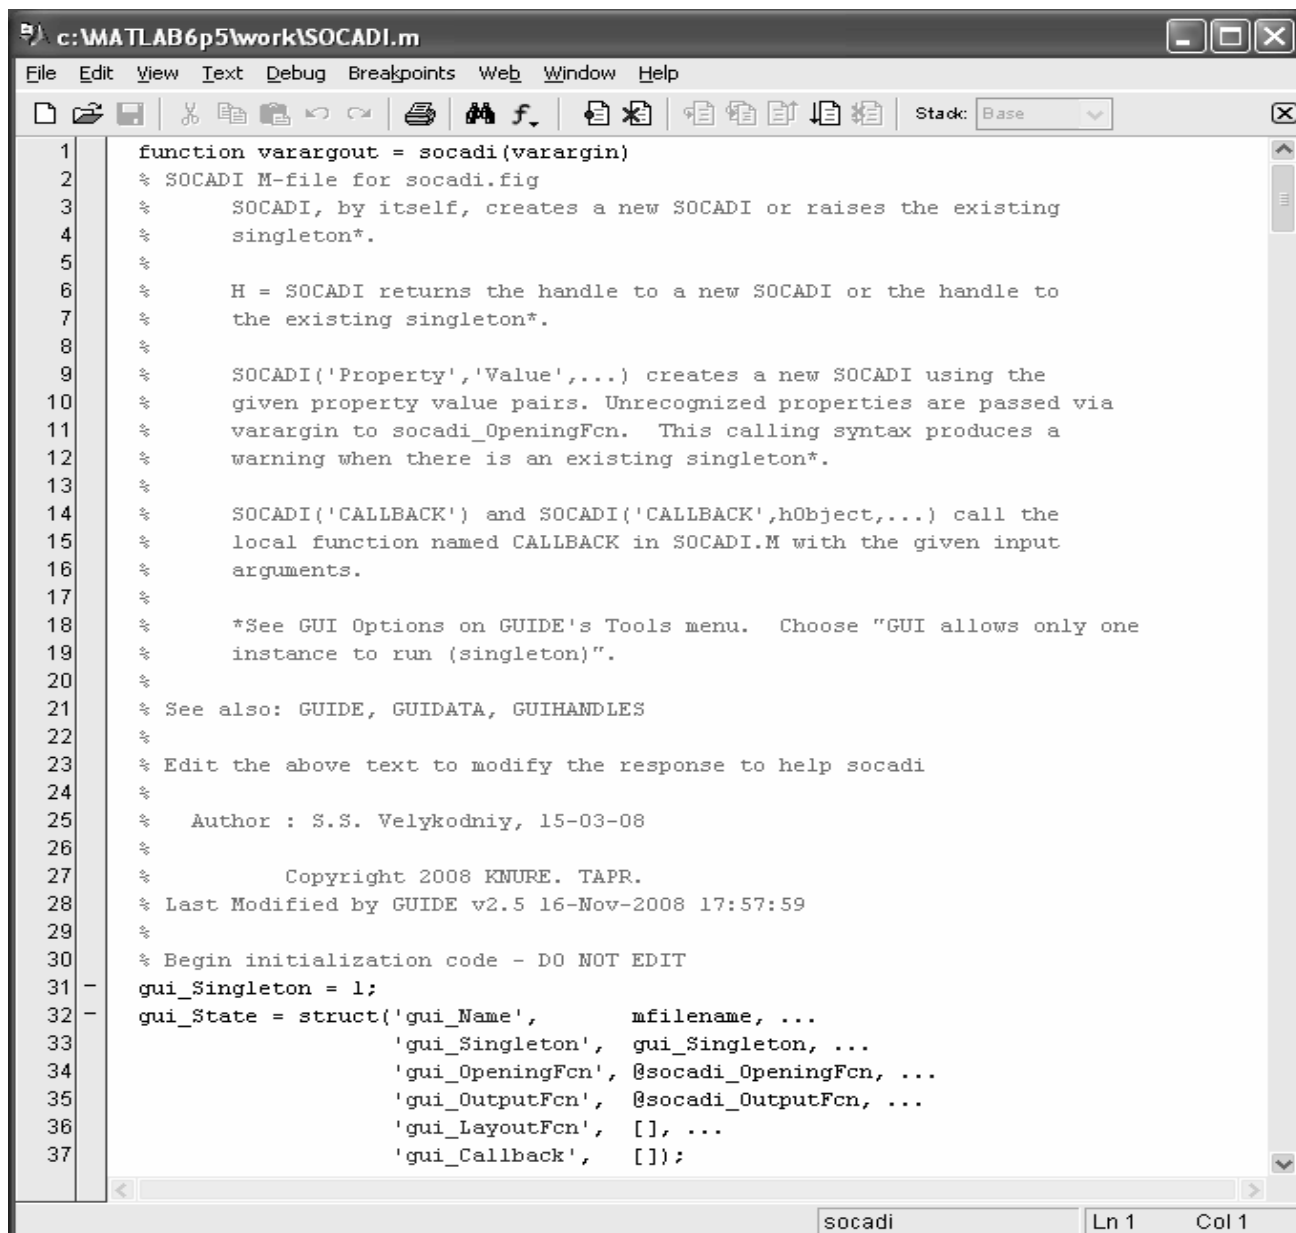 c:\MATLAB6p5\work\SOCADI.m
File Edit View Text Debug Breakpoints Web Window Help
Stack: Base
1 function varargout = socadi(varargin)
2 % SOCADI M-file for socadi.fig
3 %      SOCADI, by itself, creates a new SOCADI or raises the existing
4 %      singleton*.
5 %
6 %      H = SOCADI returns the handle to a new SOCADI or the handle to
7 %      the existing singleton*.
8 %
9 %      SOCADI('Property','Value',...) creates a new SOCADI using the
10 %      given property value pairs. Unrecognized properties are passed via
11 %      varargin to socadi_OpeningFcn.  This calling syntax produces a
12 %      warning when there is an existing singleton*.
13 %
14 %      SOCADI('CALLBACK') and SOCADI('CALLBACK',hObject,...) call the
15 %      local function named CALLBACK in SOCADI.M with the given input
16 %      arguments.
17 %
18 %      *See GUI Options on GUIDE's Tools menu.  Choose "GUI allows only one
19 %      instance to run (singleton)".
20 %
21 % See also: GUIDE, GUIDATA, GUIHANDLES
22 %
23 % Edit the above text to modify the response to help socadi
24 %
25 %   Author : S.S. Velykodniy, 15-03-08
26 %
27 %          Copyright 2008 KNURE. TAPR.
28 % Last Modified by GUIDE v2.5 16-Nov-2008 17:57:59
29 %
30 % Begin initialization code - DO NOT EDIT
31 – gui_Singleton = 1;
32 – gui_State = struct('gui_Name',       mfilename, ...
33                    'gui_Singleton',  gui_Singleton, ...
34                    'gui_OpeningFcn', @socadi_OpeningFcn, ...
35                    'gui_OutputFcn',  @socadi_OutputFcn, ...
36                    'gui_LayoutFcn',  [], ...
37                    'gui_Callback',   []);
socadi Ln 1 Col 1